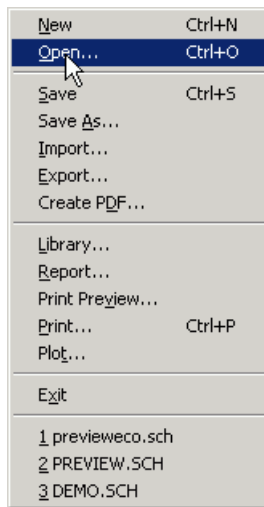 New Ctrl+N
Open... Ctrl+O
Save Ctrl+S
Save As...
Import...
Export...
Create PDF...
Library...
Report...
Print Preview...
Print... Ctrl+P
Plot...
Exit
1 previeweco.sch
2 PREVIEW.SCH
3 DEMO.SCH